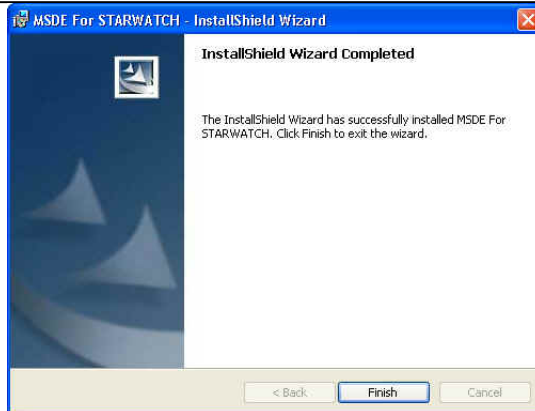 MSDE For STARWATCH - InstallShield Wizard
InstallShield Wizard Completed
The InstallShield Wizard has successfully installed MSDE For
STARWATCH. Click Finish to exit the wizard.
< Back Finish Cancel